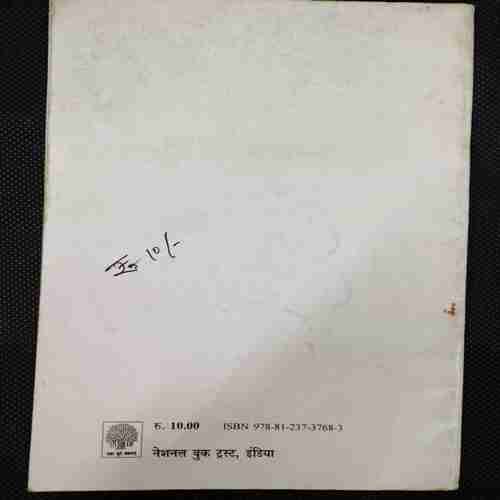 10/-
रु. 10.00 ISBN 978-81-237-3768-3
नेशनल बुक ट्रस्ट, इंडिया